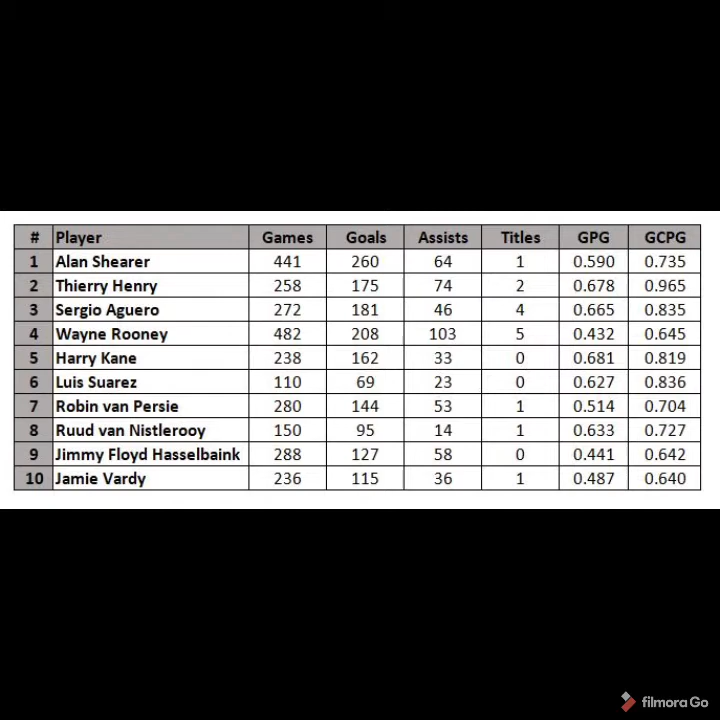 # Player Games Goals Assists Titles GPG GCPG
1 Alan Shearer 441 260 64 1 0.590 0.735
2 Thierry Henry 258 175 74 2 0.678 0.965
3 Sergio Aguero 272 181 46 4 0.665 0.835
4 Wayne Rooney 482 208 103 5 0.432 0.645
5 Harry Kane 238 162 33 0 0.681 0.819
6 Luis Suarez 110 69 23 0 0.627 0.836
7 Robin van Persie 280 144 53 1 0.514 0.704
8 Ruud van Nistlerooy 150 95 14 1 0.633 0.727
9 Jimmy Floyd Hasselbaink 288 127 58 0 0.441 0.642
10 Jamie Vardy 236 115 36 1 0.487 0.640
filmora Go